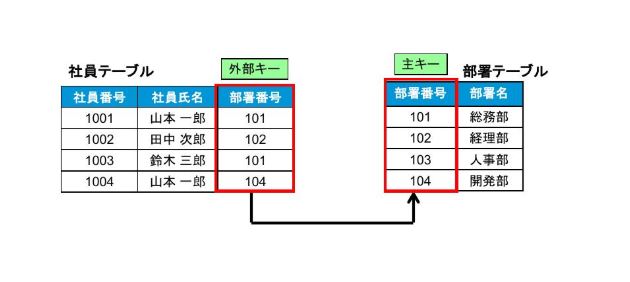 社員テーブル
外部キー
社員番号 社員氏名 部署番号
1001 山本 一郎 101
1002 田中 次郎 102
1003 鈴木 三郎 101
1004 山本 一郎 104
主キー
部署テーブル
部署番号 部署名
101 総務部
102 経理部
103 人事部
104 開発部